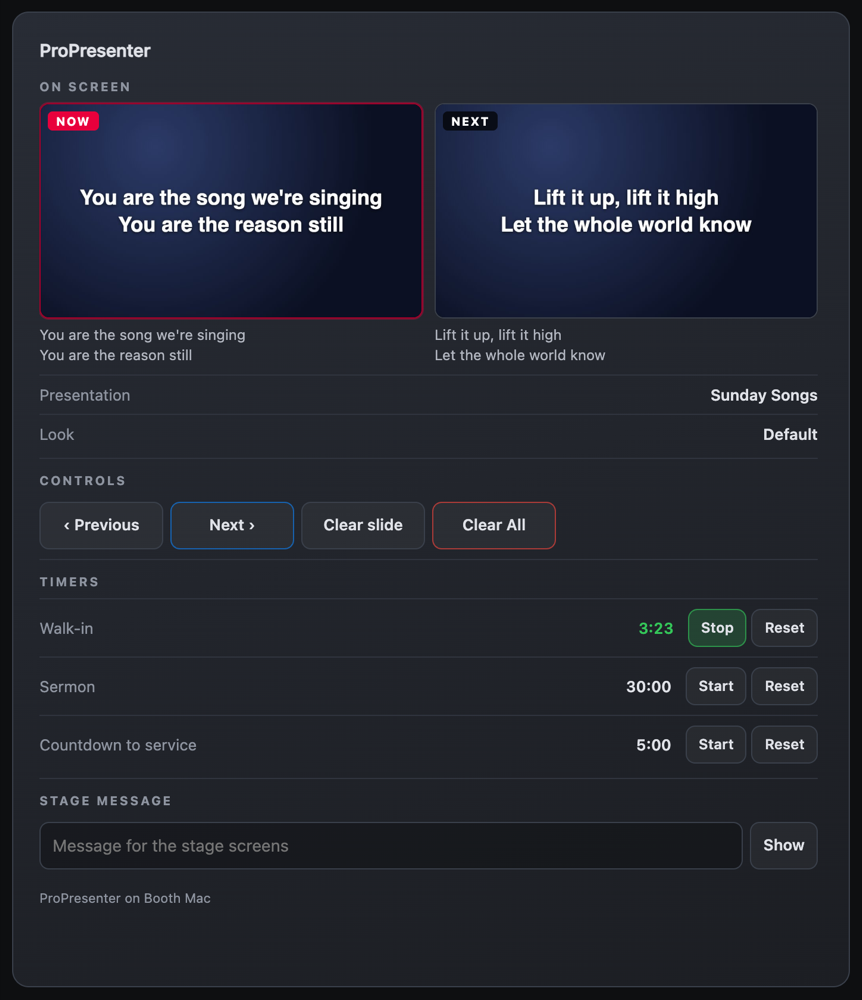 ProPresenter
ON SCREEN
NOW
You are the song we're singing
You are the reason still
NEXT
Lift it up, lift it high
Let the whole world know
You are the song we're singing
You are the reason still
Lift it up, lift it high
Let the whole world know
Presentation Sunday Songs
Look Default
CONTROLS
‹ Previous Next › Clear slide Clear All
TIMERS
Walk-in 3:23 Stop Reset
Sermon 30:00 Start Reset
Countdown to service 5:00 Start Reset
STAGE MESSAGE
Message for the stage screens Show
ProPresenter on Booth Mac